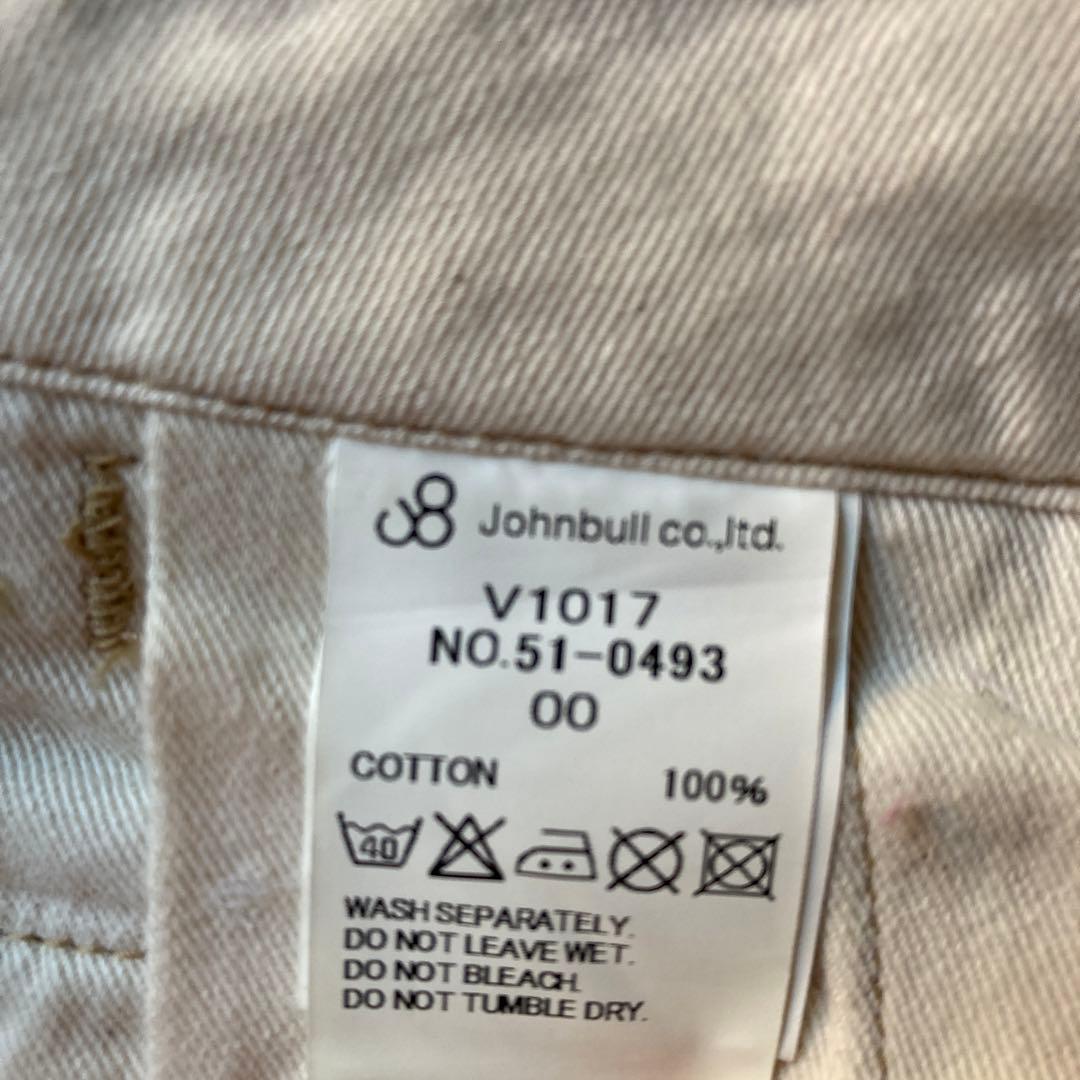 Johnbull co.,ltd.
V1017
NO.51-0493
00
COTTON 100%
40
WASH SEPARATELY.
DO NOT LEAVE WET.
DO NOT BLEACH.
DO NOT TUMBLE DRY.